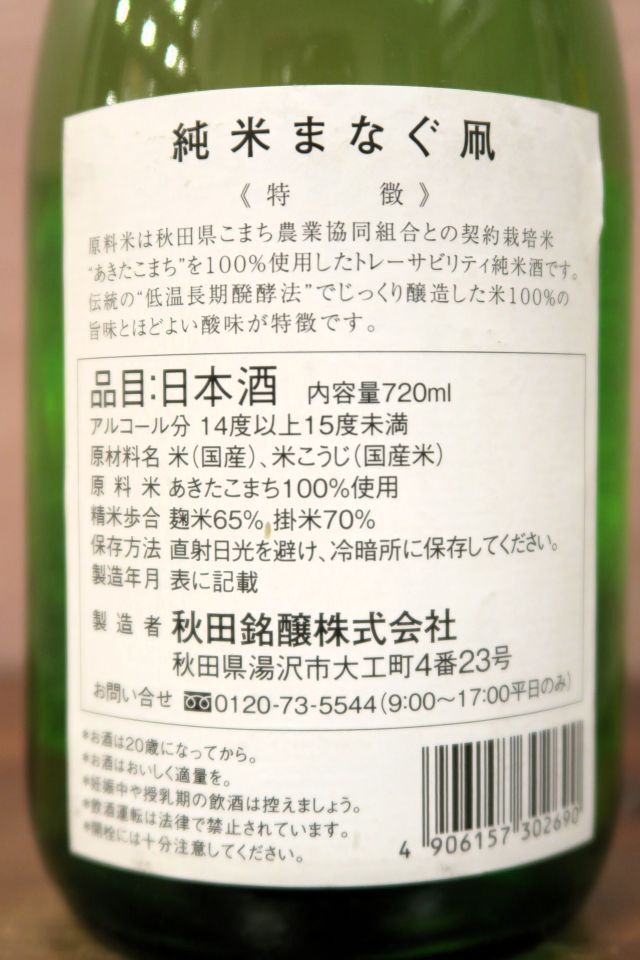 純米まなぐ凧
《特　徴》
原料米は秋田県こまち農業協同組合との契約栽培米
“あきたこまち”を100%使用したトレーサビリティ純米酒です。
伝統の“低温長期醗酵法”でじっくり醸造した米100%の
旨味とほどよい酸味が特徴です。
品目:日本酒 内容量720ml
アルコール分 14度以上15度未満
原材料名 米(国産)、米こうじ(国産米)
原料米 あきたこまち100%使用
精米歩合 麹米65% 掛米70%
保存方法 直射日光を避け、冷暗所に保存してください。
製造年月 表に記載
製造者 秋田銘醸株式会社
秋田県湯沢市大工町4番23号
お問い合せ 0120-73-5544(9:00〜17:00平日のみ)
*お酒は20歳になってから。
*お酒はおいしく適量を。
*妊娠中や授乳期の飲酒は控えましょう。
*飲酒運転は法律で禁止されています。
*開栓には十分注意してください。
4 906157 302690